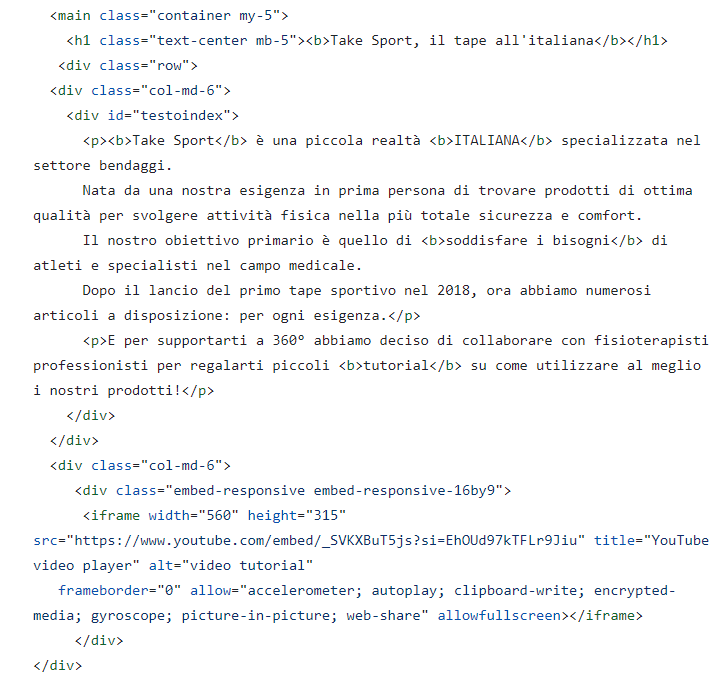 <main class="container my-5">
<h1 class="text-center mb-5"><b>Take Sport, il tape all'italiana</b></h1>
<div class="row">
<div class="col-md-6">
<div id="testoindex">
<p><b>Take Sport</b> è una piccola realtà <b>ITALIANA</b> specializzata nel
settore bendaggi.
Nata da una nostra esigenza in prima persona di trovare prodotti di ottima
qualità per svolgere attività fisica nella più totale sicurezza e comfort.
Il nostro obiettivo primario è quello di <b>soddisfare i bisogni</b> di
atleti e specialisti nel campo medicale.
Dopo il lancio del primo tape sportivo nel 2018, ora abbiamo numerosi
articoli a disposizione: per ogni esigenza.</p>
<p>E per supportarti a 360° abbiamo deciso di collaborare con fisioterapisti
professionisti per regalarti piccoli <b>tutorial</b> su come utilizzare al meglio
i nostri prodotti!</p>
</div>
</div>
<div class="col-md-6">
<div class="embed-responsive embed-responsive-16by9">
<iframe width="560" height="315"
src="https://www.youtube.com/embed/_SVKXBuT5js?si=EhOUd97kTFLr9Jiu" title="YouTube
video player" alt="video tutorial"
frameborder="0" allow="accelerometer; autoplay; clipboard-write; encrypted-
media; gyroscope; picture-in-picture; web-share" allowfullscreen></iframe>
</div>
</div>